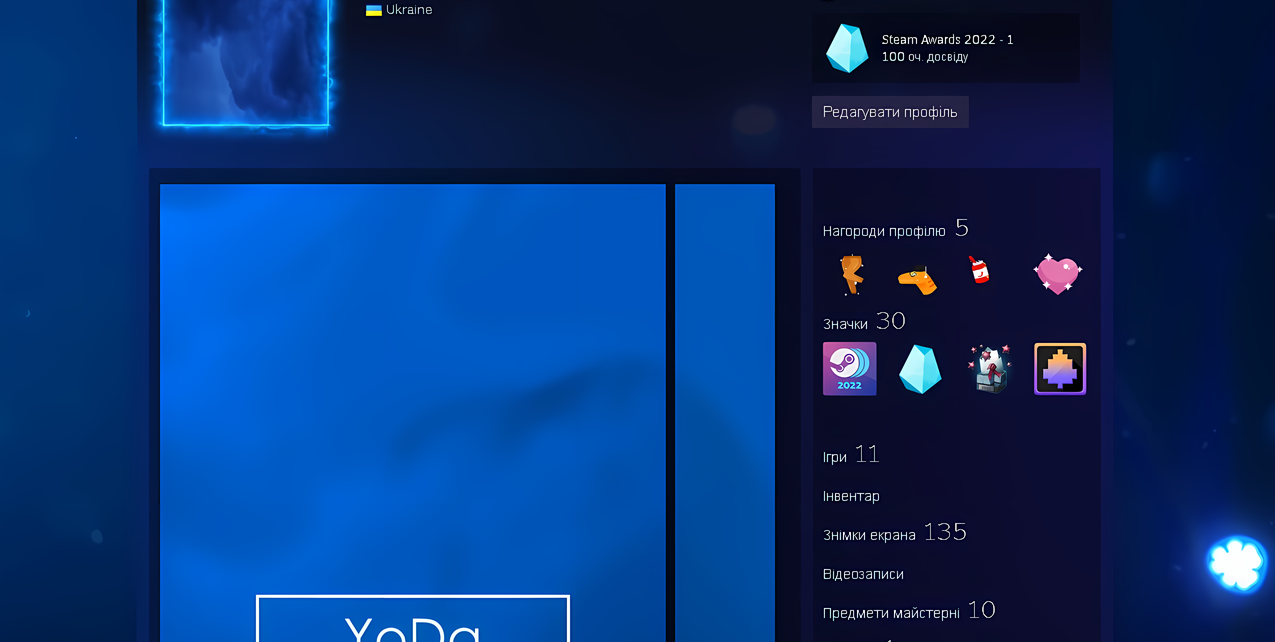 Ukraine
Steam Awards 2022 - 1
100 оч. досвіду
Редагувати профіль
Нагороди профілю 5
Значки 30
2022
Ігри 11
Інвентар
Знімки екрана 135
Відеозаписи
Предмети майстерні 10
YoDa